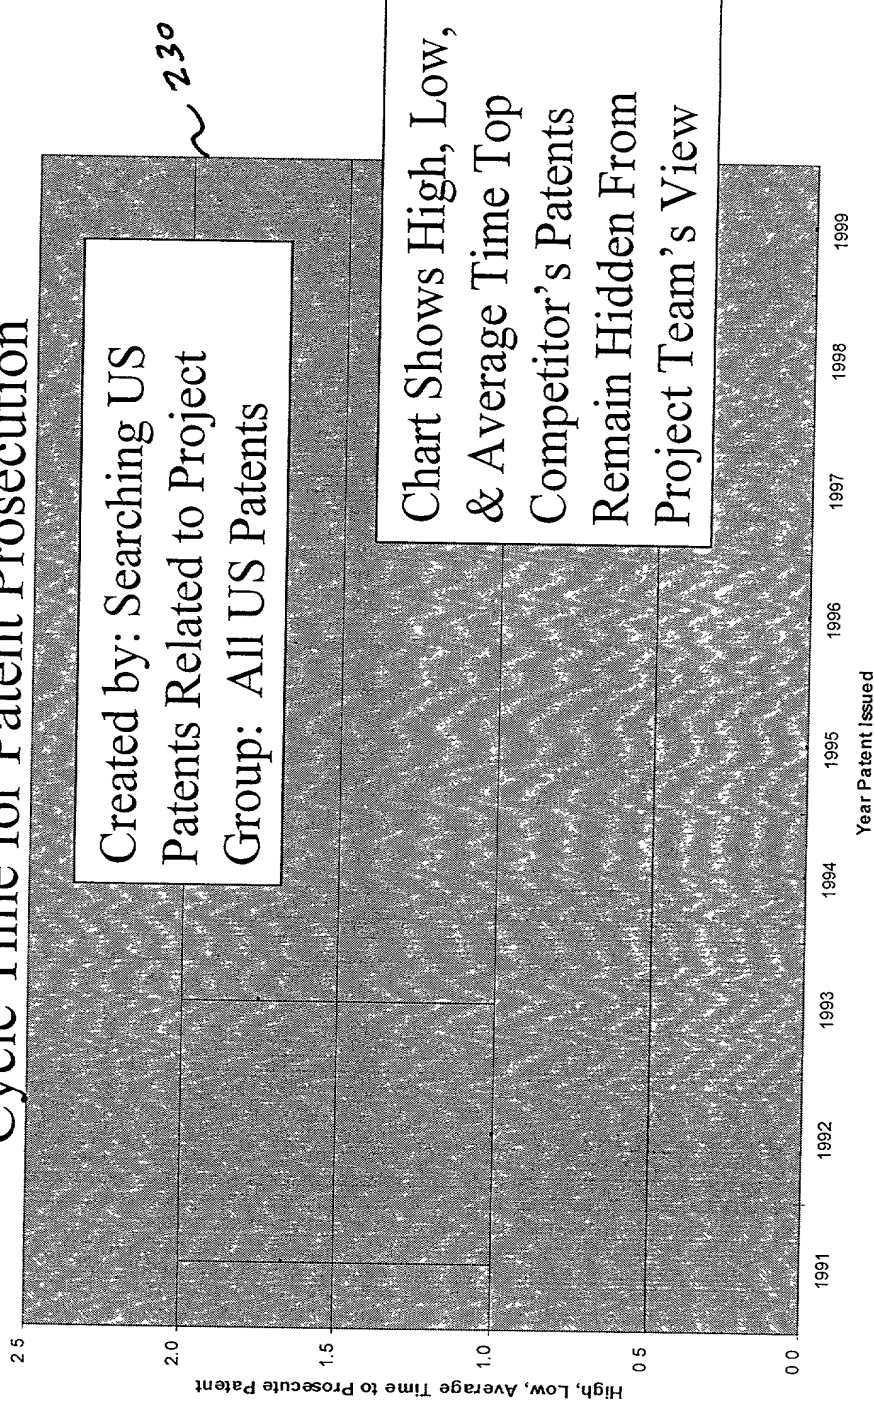 Cycle Time for Patent Prosecution
230
Created by: Searching US
Patents Related to Project
Group: All US Patents
Chart Shows High, Low,
& Average Time Top
Competitor's Patents
Remain Hidden From
Project Team's View
High, Low, Average Time to Prosecute Patent
2 5
2.0
1.5
1.0
0 5
0 0
1991
1992
1993
1994
1995
1996
1997
1998
1999
Year Patent Issued